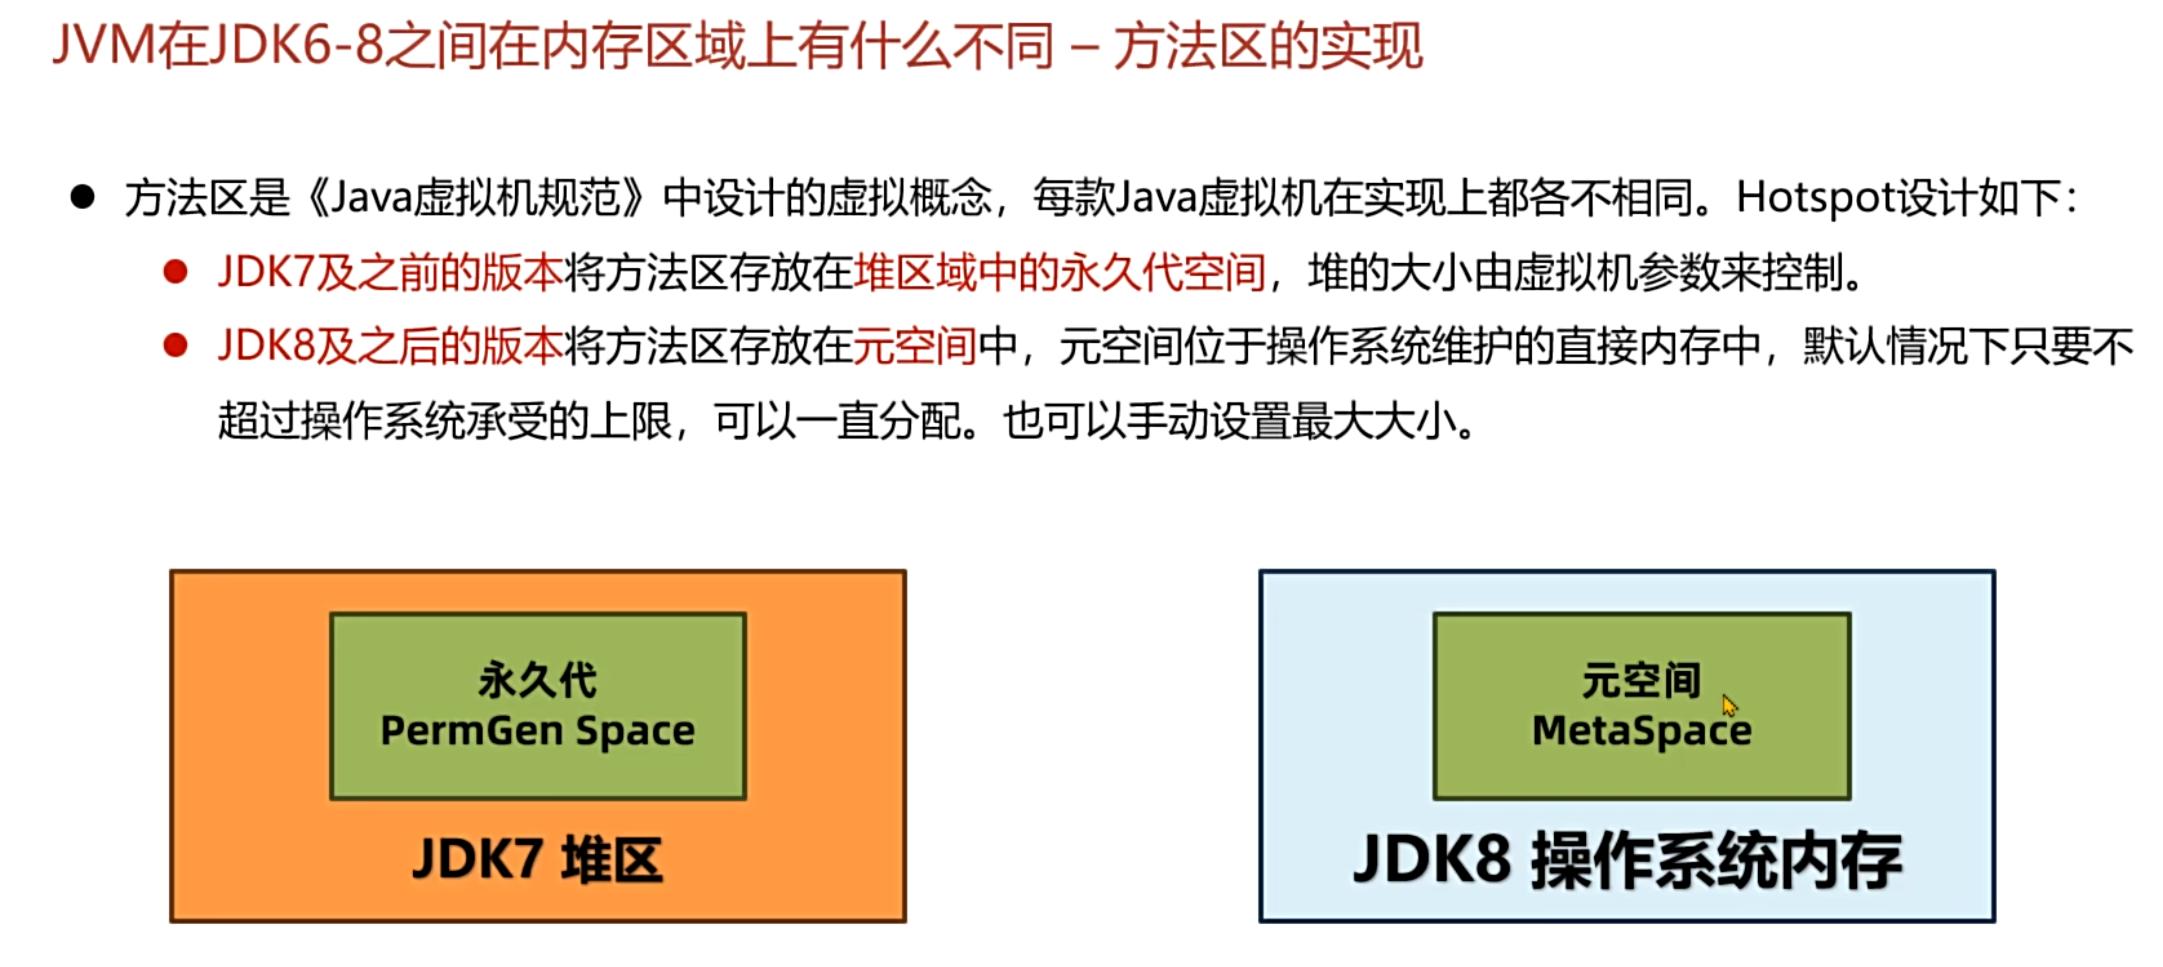 JVM在JDK6-8之间在内存区域上有什么不同 – 方法区的实现
● 方法区是《Java虚拟机规范》中设计的虚拟概念，每款Java虚拟机在实现上都各不相同。Hotspot设计如下：
● JDK7及之前的版本将方法区存放在堆区域中的永久代空间，堆的大小由虚拟机参数来控制。
● JDK8及之后的版本将方法区存放在元空间中，元空间位于操作系统维护的直接内存中，默认情况下只要不
超过操作系统承受的上限，可以一直分配。也可以手动设置最大大小。
永久代
PermGen Space
JDK7 堆区
元空间
MetaSpace
JDK8 操作系统内存